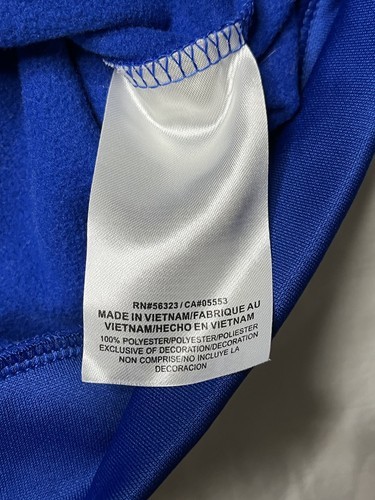 RN#56323 / CA#05553
MADE IN VIETNAM/FABRIQUE AU
VIETNAM/HECHO EN VIETNAM
100% POLYESTER/POLYESTER/POLIESTER
EXCLUSIVE OF DECORATION/DECORATION
NON COMPRISE/NO INCLUYE LA
DECORACION